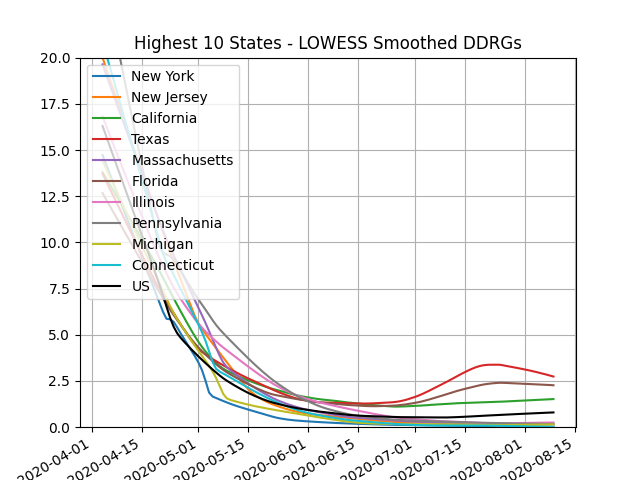 Highest 10 States - LOWESS Smoothed DDRGs
20.0
17.5
15.0
12.5
10.0
7.5
5.0
2.5
0.0
New York
New Jersey
California
Texas
Massachusetts
Florida
Illinois
Pennsylvania
Michigan
Connecticut
US
2020-04-01
2020-04-15
2020-05-01
2020-05-15
2020-06-01
2020-06-15
2020-07-01
2020-07-15
2020-08-01
2020-08-15